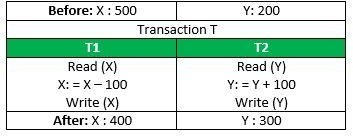 Before: X : 500 Y: 200
Transaction T
T1 T2
Read (X) Read (Y)
X: = X – 100 Y: = Y + 100
Write (X) Write (Y)
After: X : 400 Y : 300